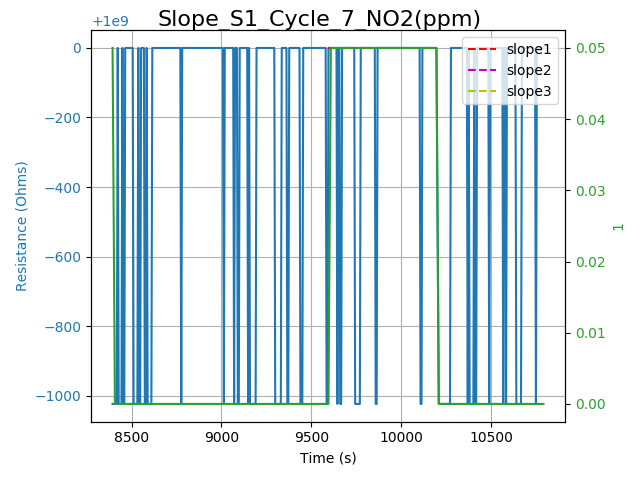 Slope_S1_Cycle_7_NO2(ppm)
+1e9
0
−200
−400
−600
−800
−1000
Resistance (Ohms)
8500
9000
9500
10000
10500
Time (s)
0.05
0.04
0.03
0.02
0.01
0.00
1
slope1
slope2
slope3